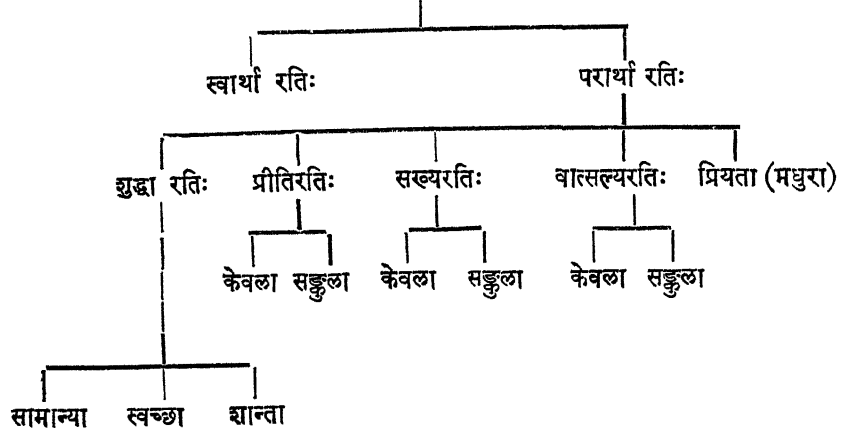 स्वार्था रतिः परार्था रतिः
शुद्धा रतिः प्रीतिरतिः सख्यरतिः वात्सल्यरतिः प्रियता (मधुरा)
केवला सङ्कुला केवला सङ्कुला केवला सङ्कुला
सामान्या स्वच्छा शान्ता